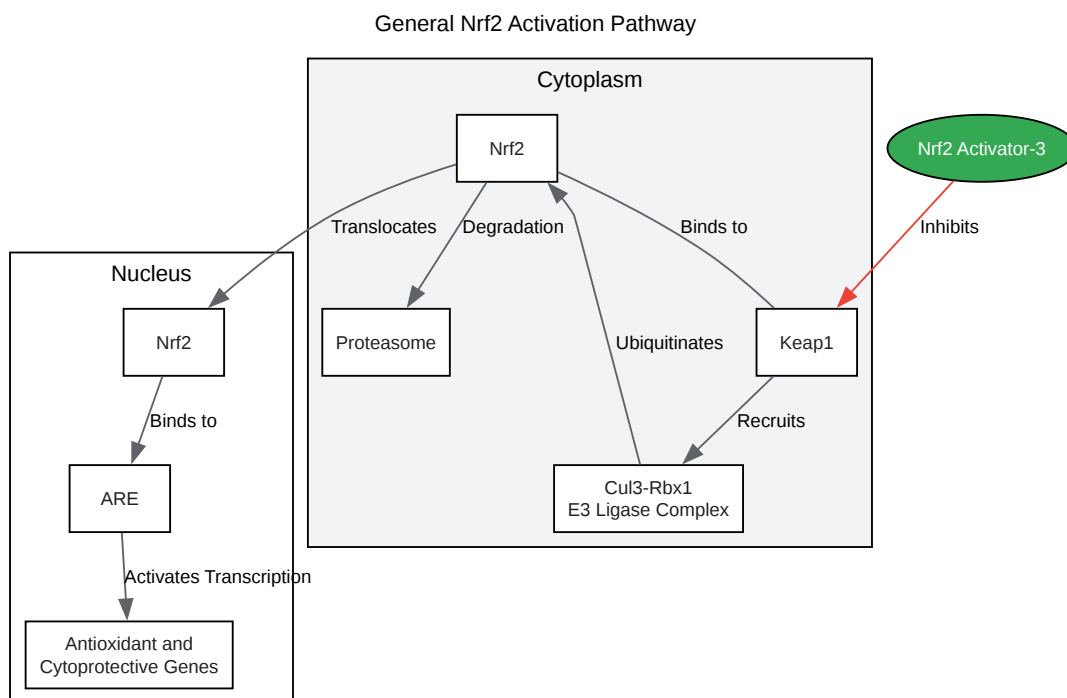 General Nrf2 Activation Pathway
Cytoplasm
Nrf2
Nrf2 Activator-3
Translocates
Degradation
Binds to
Inhibits
Nucleus
Nrf2
Proteasome
Ubiquitinates
Keap1
Binds to
Recruits
ARE
Cul3-Rbx1
E3 Ligase Complex
Activates Transcription
Antioxidant and
Cytoprotective Genes